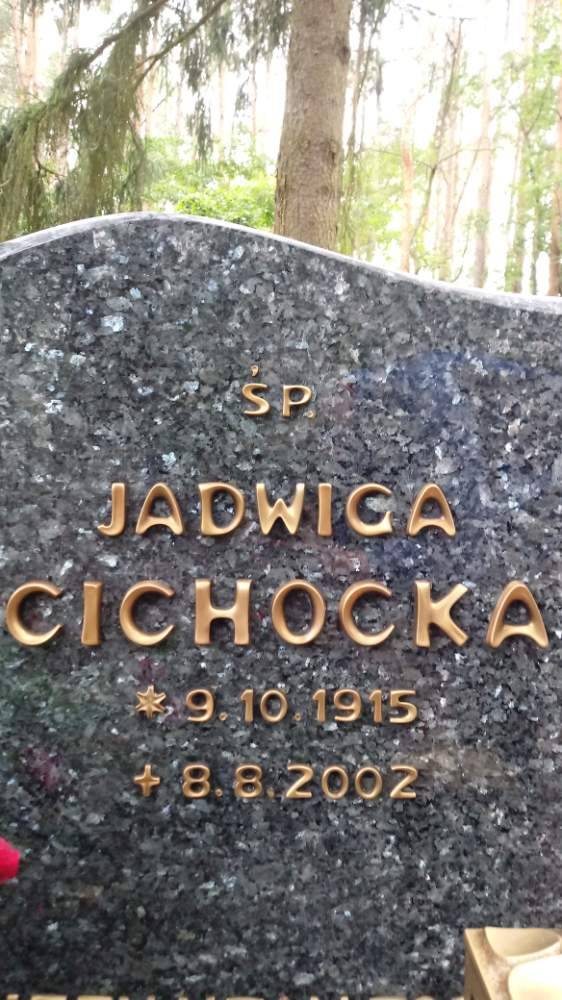 ŚP.
JADWIGA
CICHOCKA
* 9.10.1915
+ 8.8.2002